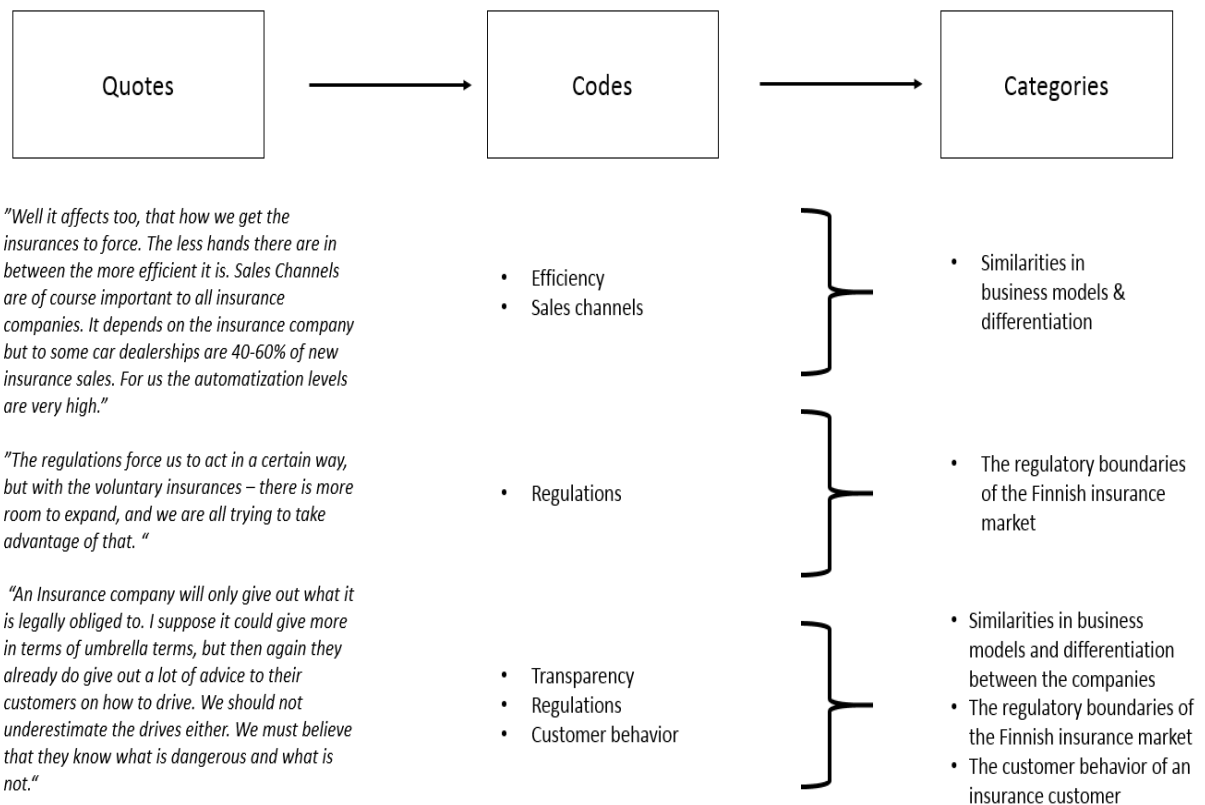 Quotes
Codes
Categories
”Well it affects too, that how we get the
insurances to force. The less hands there are in
between the more efficient it is. Sales Channels
are of course important to all insurance
companies. It depends on the insurance company
but to some car dealerships are 40-60% of new
insurance sales. For us the automatization levels
are very high.”
• Efficiency
• Sales channels
• Similarities in
business models &
differentiation
”The regulations force us to act in a certain way,
but with the voluntary insurances – there is more
room to expand, and we are all trying to take
advantage of that. “
• Regulations
• The regulatory boundaries
of the Finnish insurance
market
“An Insurance company will only give out what it
is legally obliged to. I suppose it could give more
in terms of umbrella terms, but then again they
already do give out a lot of advice to their
customers on how to drive. We should not
underestimate the drives either. We must believe
that they know what is dangerous and what is
not.“
• Transparency
• Regulations
• Customer behavior
• Similarities in business
models and differentiation
between the companies
• The regulatory boundaries of
the Finnish insurance market
• The customer behavior of an
insurance customer